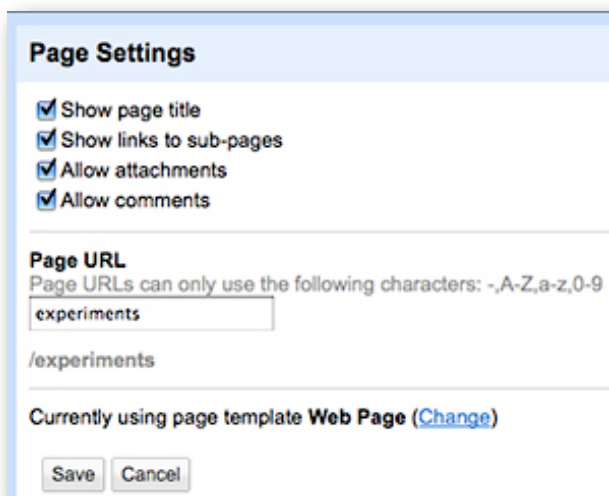 Page Settings
Show page title
Show links to sub-pages
Allow attachments
Allow comments
Page URL
Page URLs can only use the following characters: -,A-Z,a-z,0-9
experiments
/experiments
Currently using page template Web Page (Change)
Save Cancel